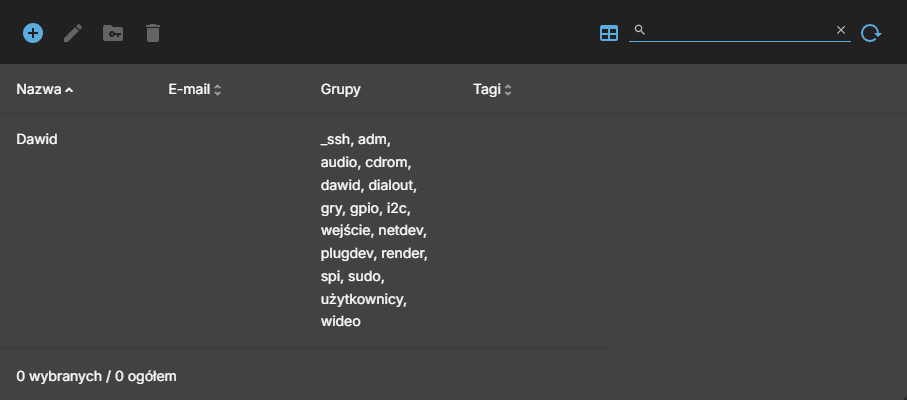 Nazwa E-mail Grupy Tagi
Dawid
_ssh, adm,
audio, cdrom,
dawid, dialout,
gry, gpio, i2c,
wejście, netdev,
plugdev, render,
spi, sudo,
użytkownicy,
wideo
0 wybranych / 0 ogółem